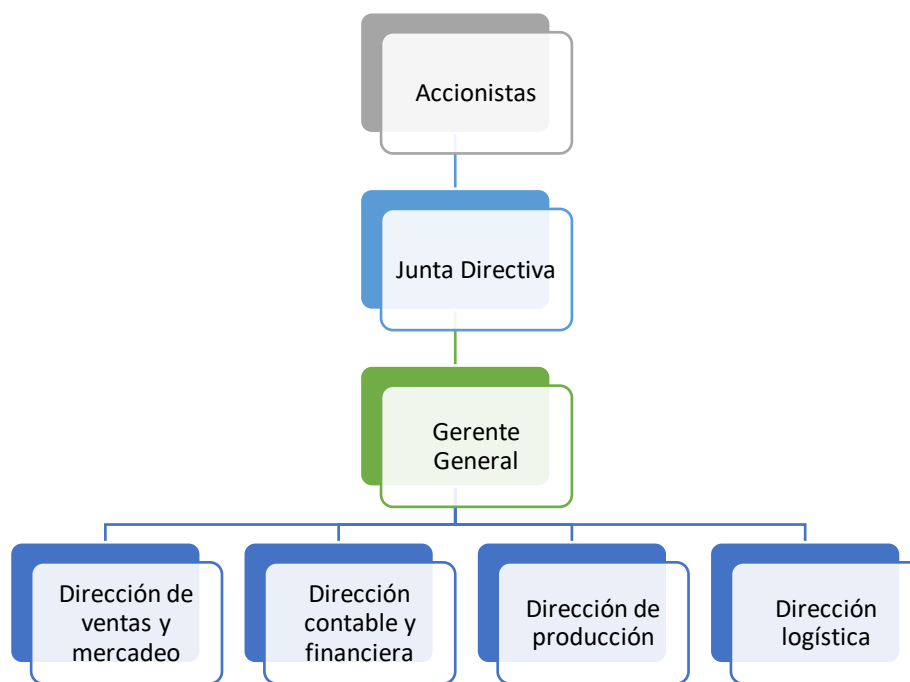 Accionistas
Junta Directiva
Gerente
General
Dirección de
ventas y
mercadeo
Dirección
contable y
financiera
Dirección de
producción
Dirección
logística